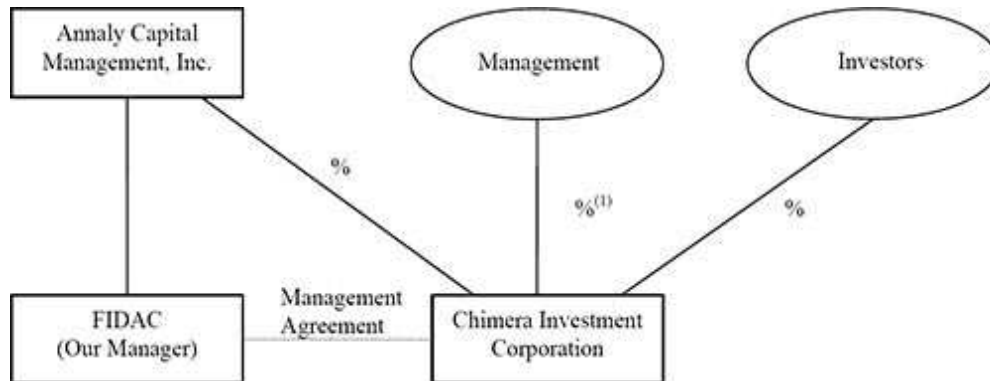 Annaly Capital
Management, Inc.
Management
Investors
%
%(1)
%
Management
Agreement
FIDAC
(Our Manager)
Chimera Investment
Corporation